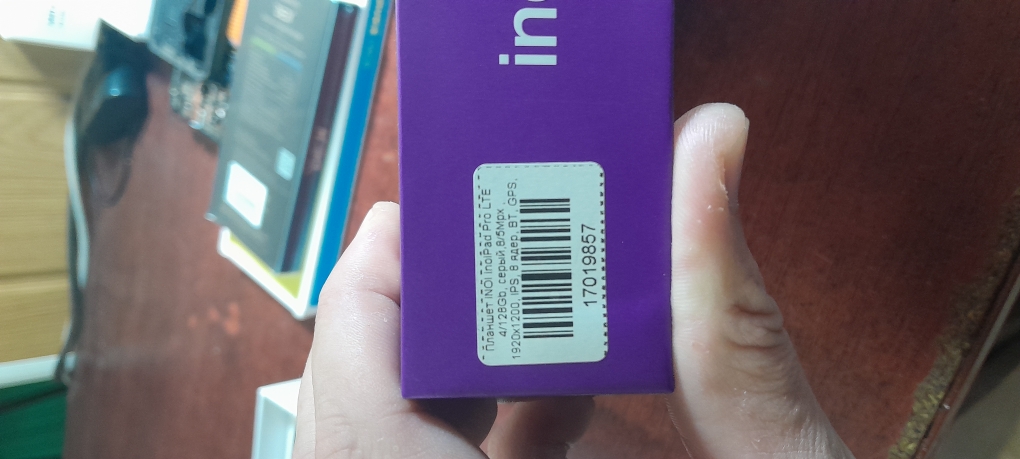 ino
Планшет INOI inoiPad Pro LTE
4/128Gb, серый,8/5Mpx ,
1920x1200, IPS, 8 ядер, BT, GPS,
17019857